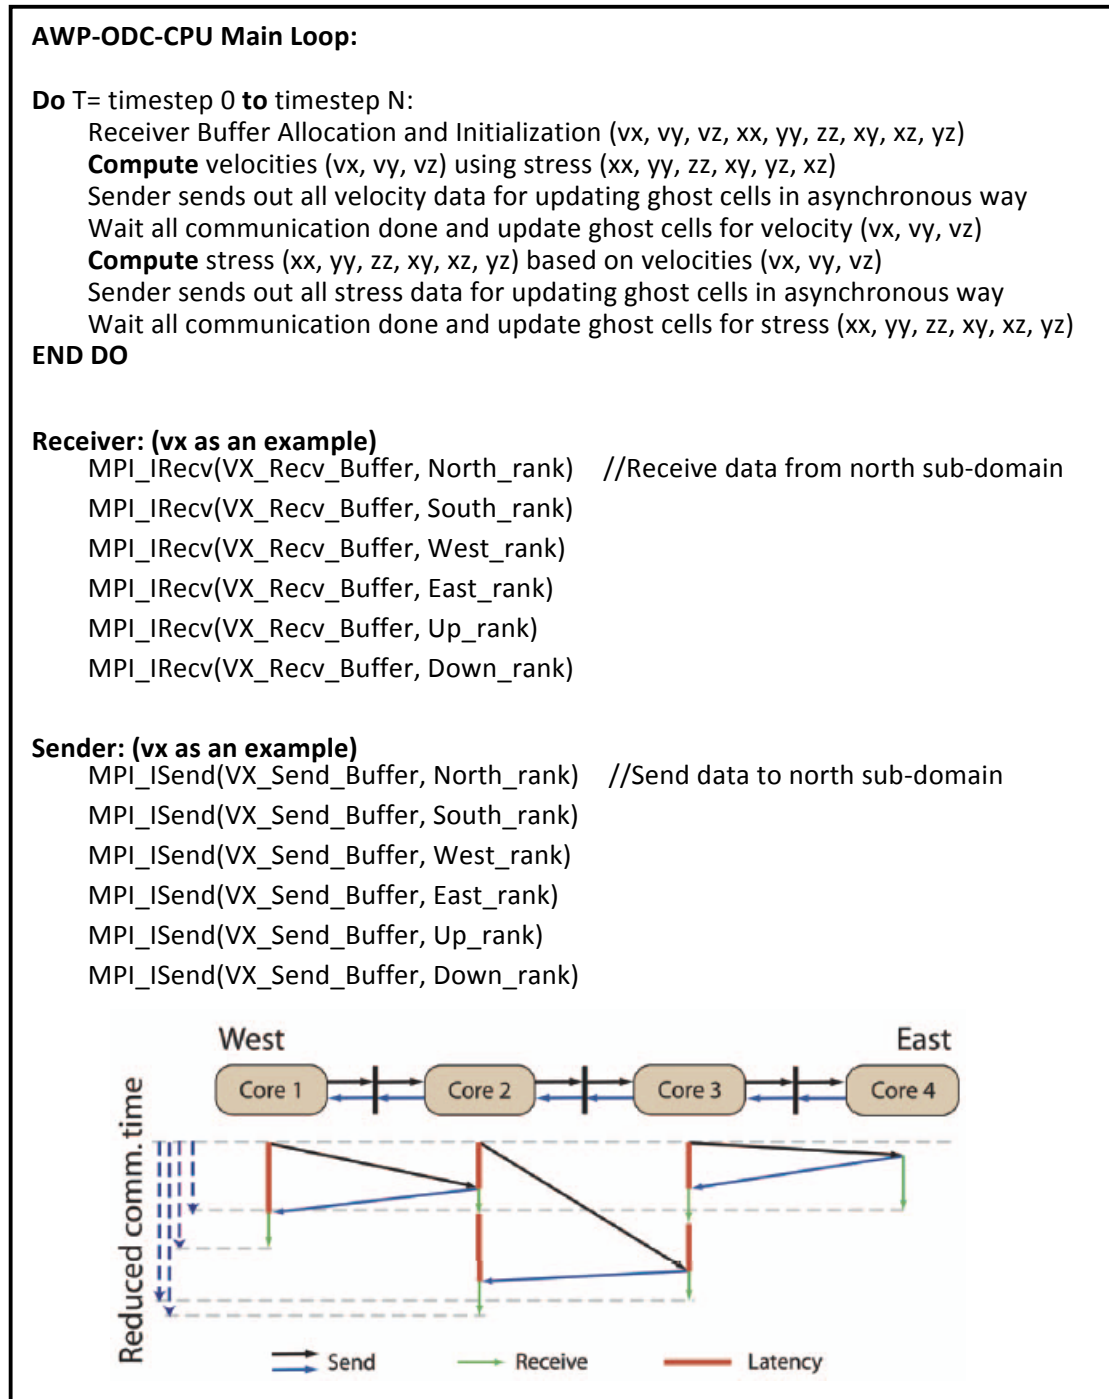 AWP-ODC-CPU Main Loop:
Do T= timestep 0 to timestep N:
Receiver Buffer Allocation and Initialization (vx, vy, vz, xx, yy, zz, xy, xz, yz)
Compute velocities (vx, vy, vz) using stress (xx, yy, zz, xy, yz, xz)
Sender sends out all velocity data for updating ghost cells in asynchronous way
Wait all communication done and update ghost cells for velocity (vx, vy, vz)
Compute stress (xx, yy, zz, xy, xz, yz) based on velocities (vx, vy, vz)
Sender sends out all stress data for updating ghost cells in asynchronous way
Wait all communication done and update ghost cells for stress (xx, yy, zz, xy, xz, yz)
END DO
Receiver: (vx as an example)
MPI_IRecv(VX_Recv_Buffer, North_rank) //Receive data from north sub-domain
MPI_IRecv(VX_Recv_Buffer, South_rank)
MPI_IRecv(VX_Recv_Buffer, West_rank)
MPI_IRecv(VX_Recv_Buffer, East_rank)
MPI_IRecv(VX_Recv_Buffer, Up_rank)
MPI_IRecv(VX_Recv_Buffer, Down_rank)
Sender: (vx as an example)
MPI_ISend(VX_Send_Buffer, North_rank) //Send data to north sub-domain
MPI_ISend(VX_Send_Buffer, South_rank)
MPI_ISend(VX_Send_Buffer, West_rank)
MPI_ISend(VX_Send_Buffer, East_rank)
MPI_ISend(VX_Send_Buffer, Up_rank)
MPI_ISend(VX_Send_Buffer, Down_rank)
West East
Core 1 Core 2 Core 3 Core 4
Reduced comm. time
Send Receive Latency